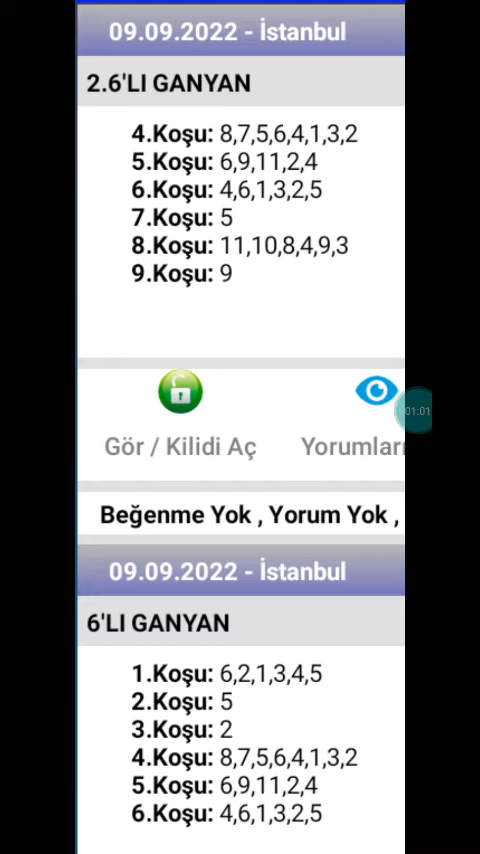 09.09.2022 - İstanbul
2.6'LI GANYAN
4.Koşu: 8,7,5,6,4,1,3,2
5.Koşu: 6,9,11,2,4
6.Koşu: 4,6,1,3,2,5
7.Koşu: 5
8.Koşu: 11,10,8,4,9,3
9.Koşu: 9
01:01
Gör / Kilidi Aç
Yorumları
Beğenme Yok , Yorum Yok ,
09.09.2022 - İstanbul
6'LI GANYAN
1.Koşu: 6,2,1,3,4,5
2.Koşu: 5
3.Koşu: 2
4.Koşu: 8,7,5,6,4,1,3,2
5.Koşu: 6,9,11,2,4
6.Koşu: 4,6,1,3,2,5